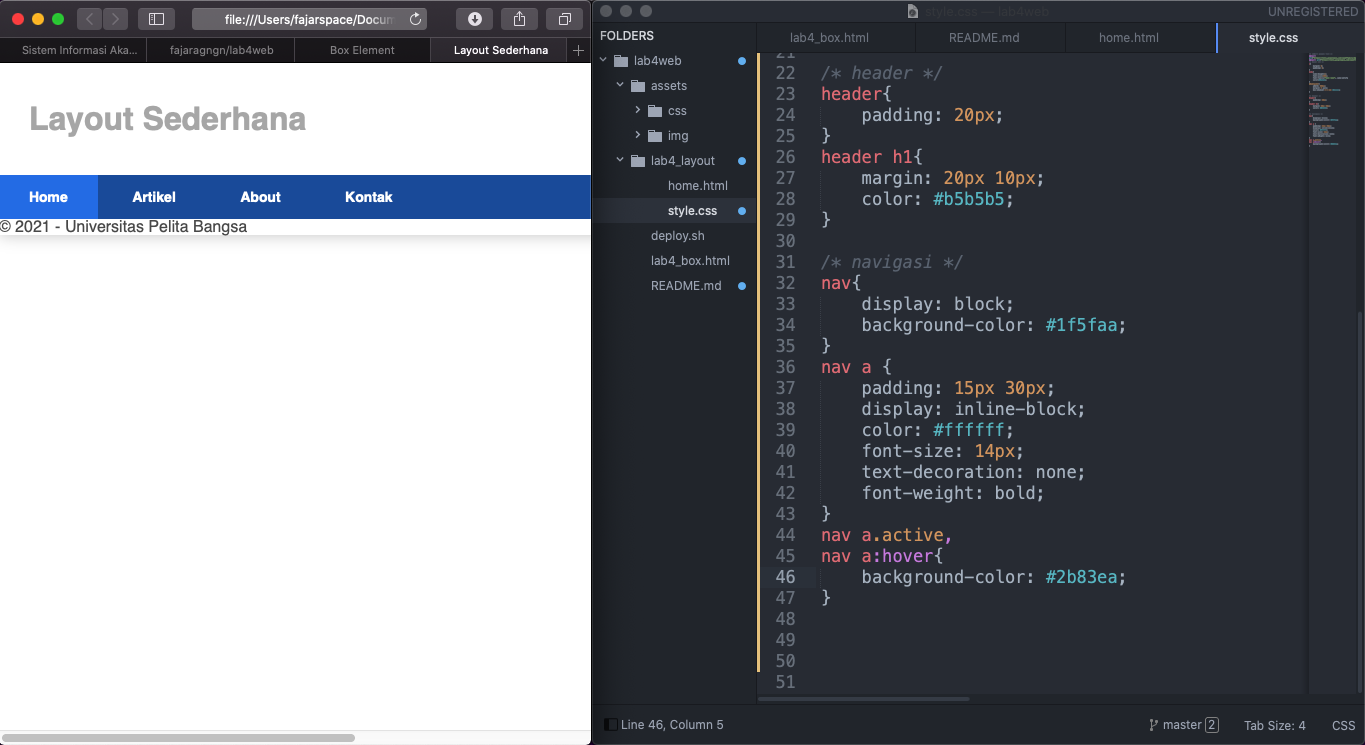 file:///Users/fajarspace/Docum
Sistem Informasi Aka...
fajaragngn/lab4web
Box Element
Layout Sederhana
Layout Sederhana
Home
Artikel
About
Kontak
© 2021 - Universitas Pelita Bangsa
style.css — lab4web
UNREGISTERED
FOLDERS
lab4web
assets
css
img
lab4_layout
home.html
style.css
deploy.sh
lab4_box.html
README.md
lab4_box.html
README.md
home.html
style.css
21
22 /* header */
23 header{
24 padding: 20px;
25 }
26 header h1{
27 margin: 20px 10px;
28 color: #b5b5b5;
29 }
30
31 /* navigasi */
32 nav{
33 display: block;
34 background-color: #1f5faa;
35 }
36 nav a {
37 padding: 15px 30px;
38 display: inline-block;
39 color: #ffffff;
40 font-size: 14px;
41 text-decoration: none;
42 font-weight: bold;
43 }
44 nav a.active,
45 nav a:hover{
46 background-color: #2b83ea;
47 }
48
49
50
51
Line 46, Column 5
master 2
Tab Size: 4
CSS